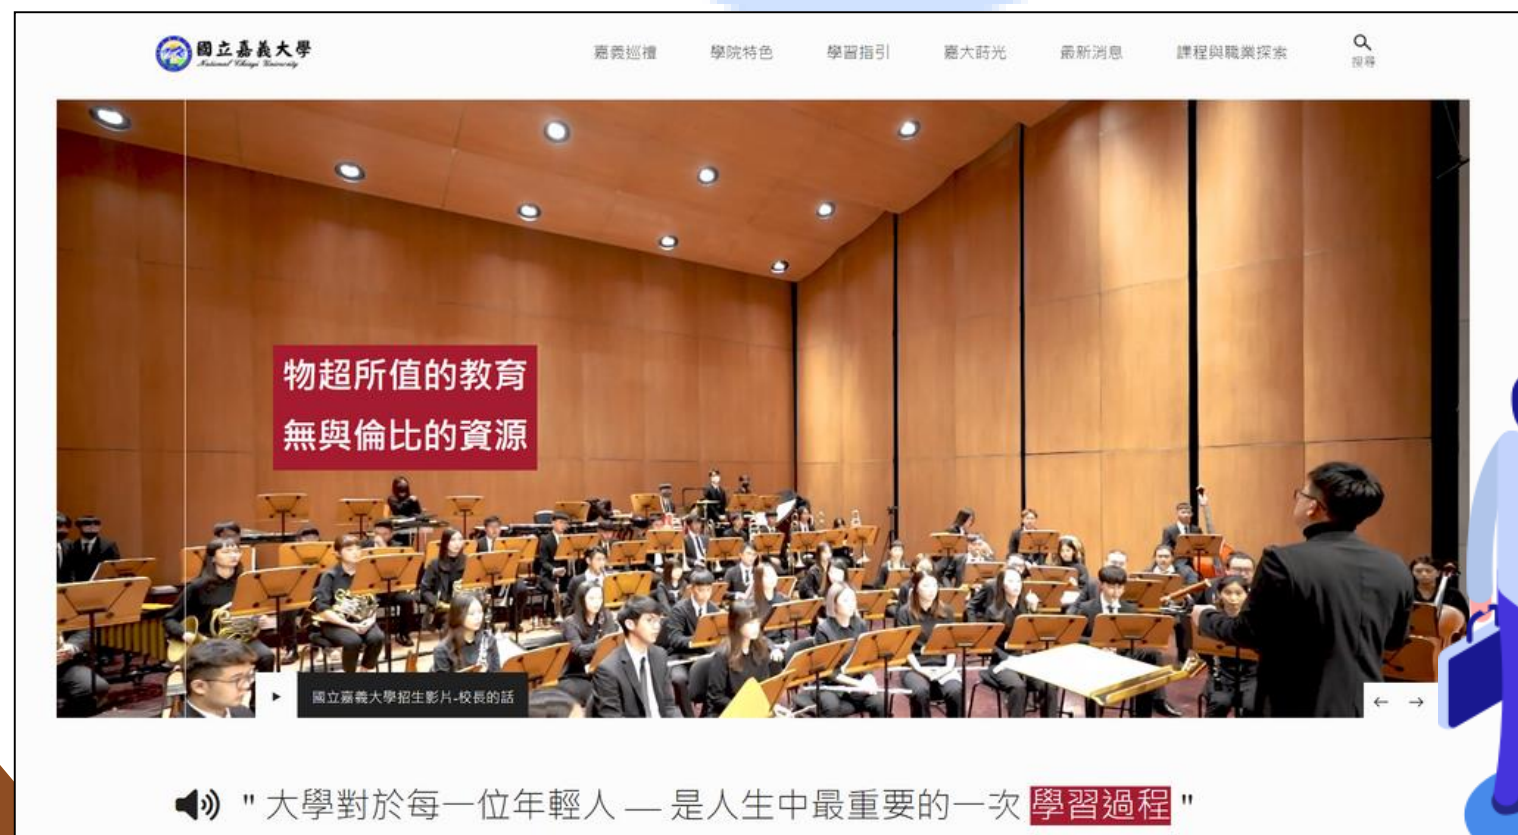 國立嘉義大學
National Chiayi University
嘉義巡禮
學院特色
學習指引
嘉大蒔光
最新消息
課程與職業探索
搜尋
物超所值的教育
無與倫比的資源
國立嘉義大學招生影片-校長的話
" 大學對於每一位年輕人 — 是人生中最重要的一次 學習過程 "